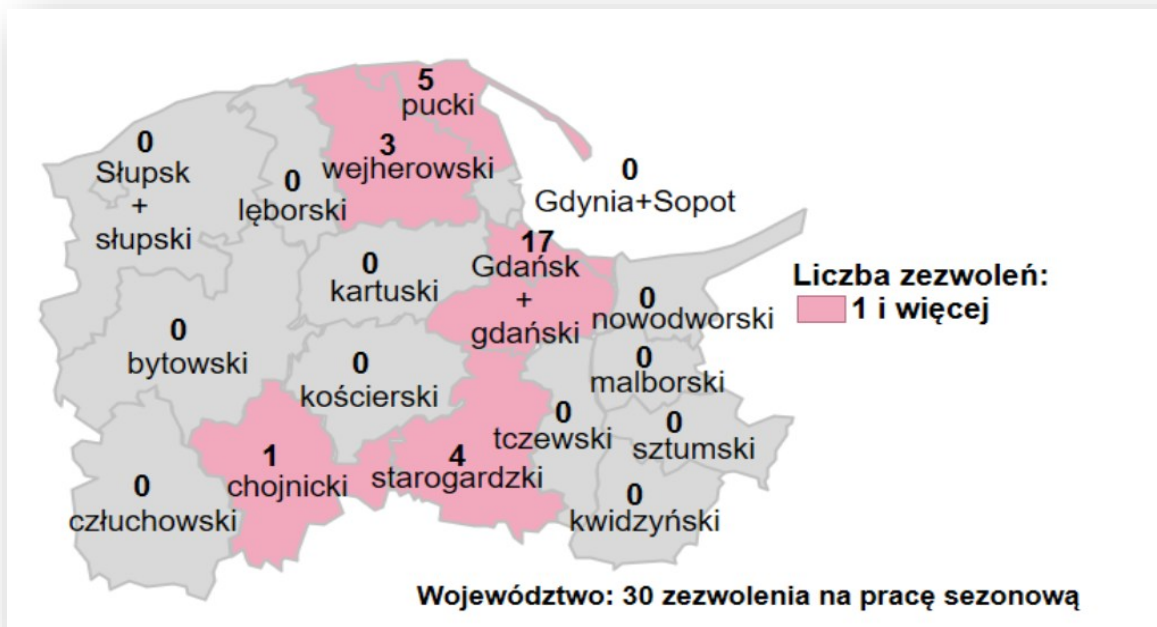 5
pucki
3
wejherowski
0
Słupsk
+
słupski
0
lęborski
0
Gdynia+Sopot
17
Gdańsk
+
gdański
0
kartuski
0
nowodworski
Liczba zezwoleń:
1 i więcej
0
bytowski
0
kościerski
0
malborski
0
tczewski
0
sztumski
1
chojnicki
4
starogardzki
0
człuchowski
0
kwidzyński
Województwo: 30 zezwolenia na pracę sezonową